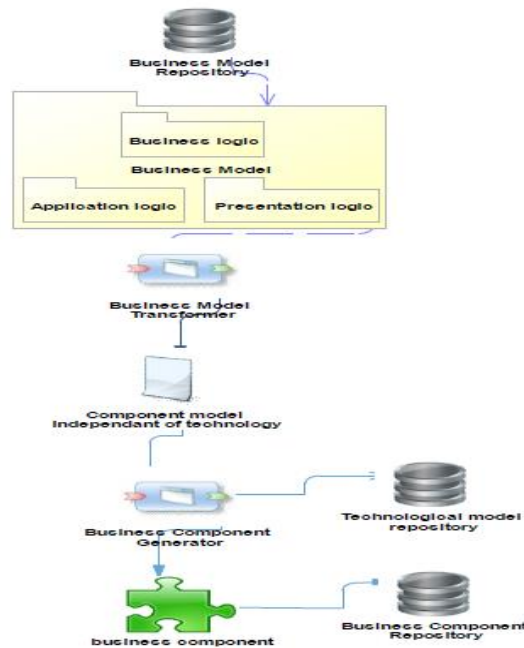 Business Model
Repository
Business logic
Business Model
Application logic
Presentation logic
Business Model
Transformer
Component model
Independant of technology
Business Component
Generator
Technological model
repository
business component
Business Component
Repository